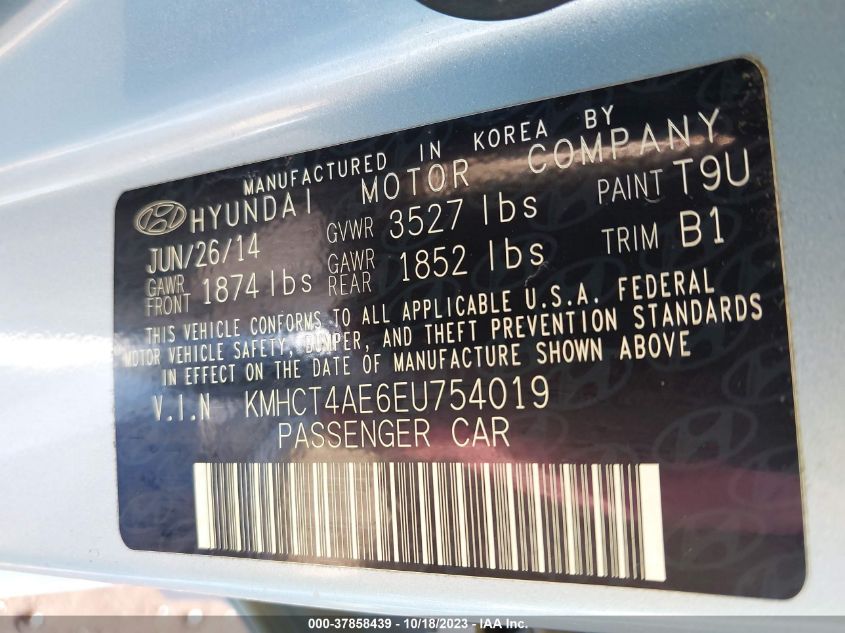 MANUFACTURED IN KOREA BY
HYUNDAI MOTOR COMPANY
JUN/26/14 GVWR 3527 lbs PAINT T9U
GAWR FRONT 1874 lbs GAWR REAR 1852 lbs TRIM B1
THIS VEHICLE CONFORMS TO ALL APPLICABLE U.S.A. FEDERAL
MOTOR VEHICLE SAFETY, BUMPER, AND THEFT PREVENTION STANDARDS
IN EFFECT ON THE DATE OF MANUFACTURE SHOWN ABOVE
V.I.N KMHCT4AE6EU754019
PASSENGER CAR
000-37858439 - 10/18/2023 - IAA Inc.